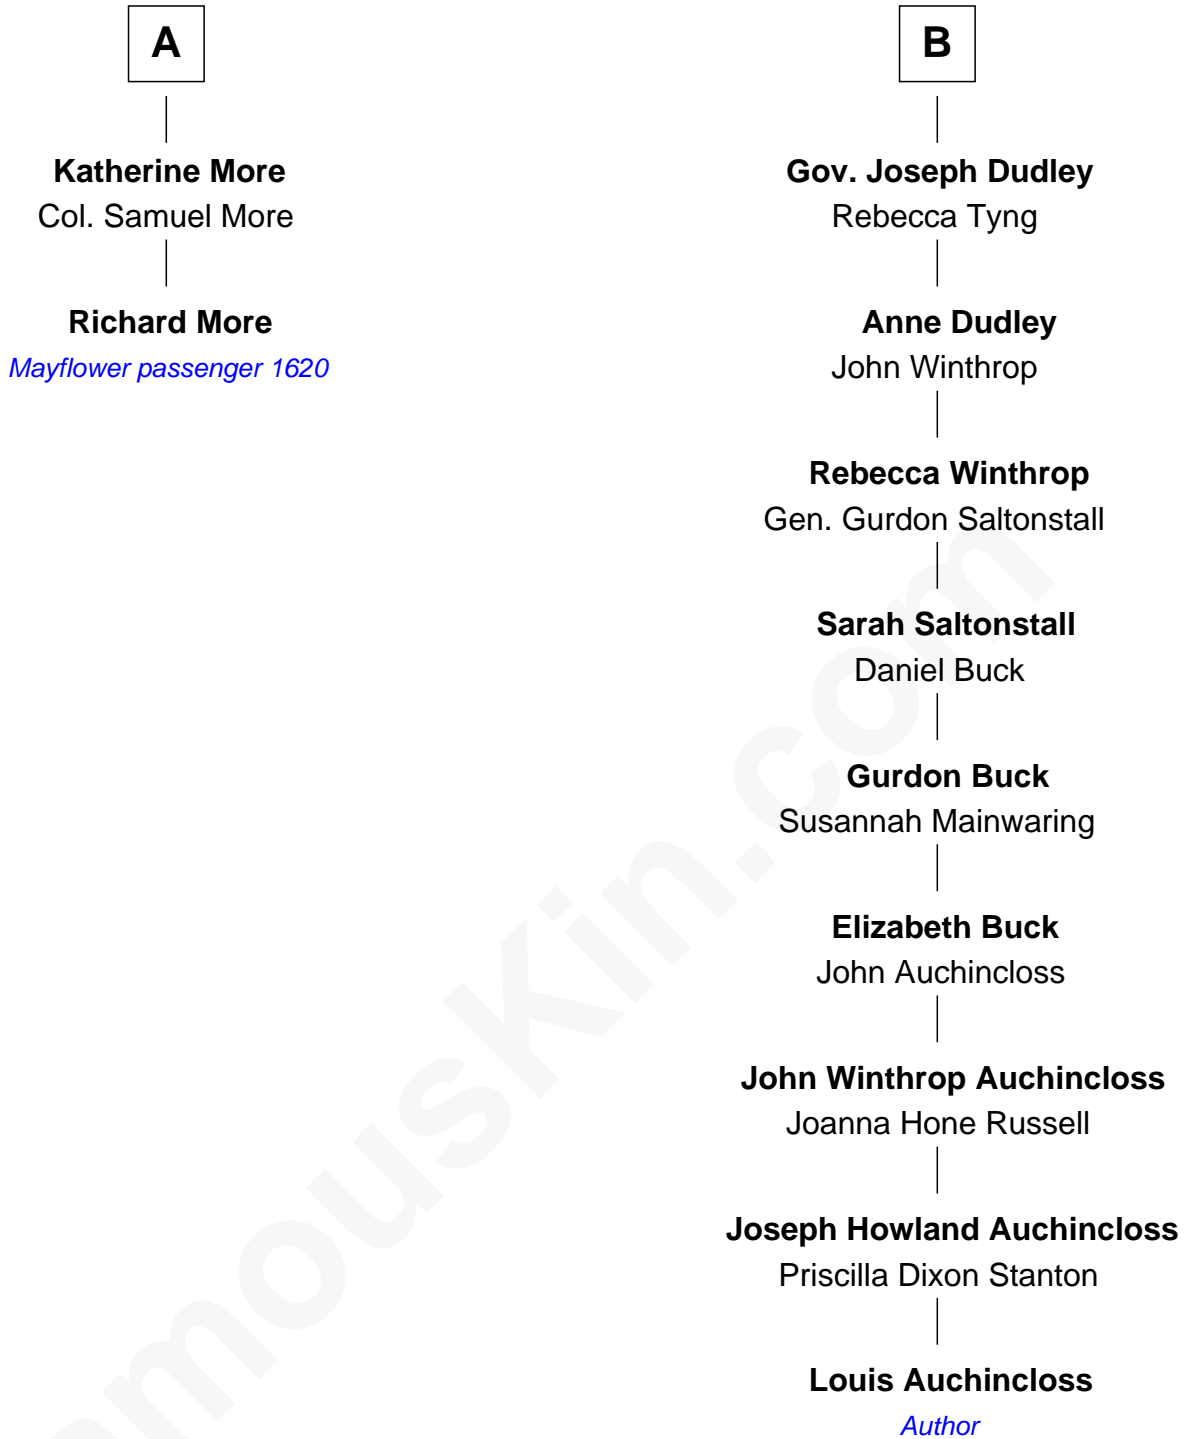 A
Katherine More
Col. Samuel More
Richard More
Mayflower passenger 1620
B
Gov. Joseph Dudley
Rebecca Tyng
Anne Dudley
John Winthrop
Rebecca Winthrop
Gen. Gurdon Saltonstall
Sarah Saltonstall
Daniel Buck
Gurdon Buck
Susannah Mainwaring
Elizabeth Buck
John Auchincloss
John Winthrop Auchincloss
Joanna Hone Russell
Joseph Howland Auchincloss
Priscilla Dixon Stanton
Louis Auchincloss
Author
amousKin.com